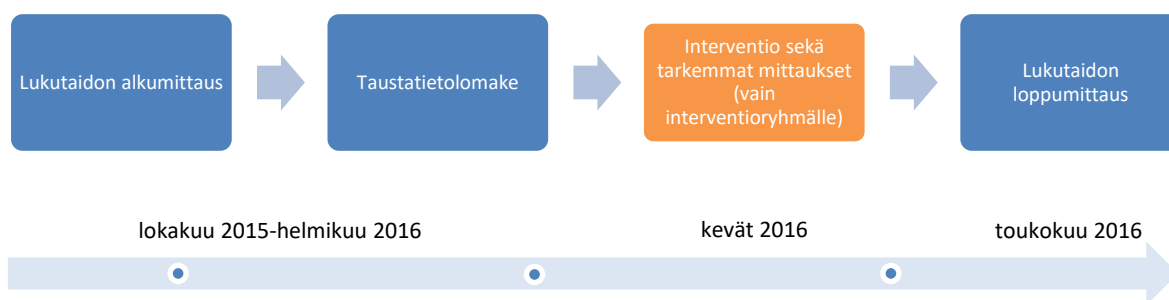 Lukutaidon alkumittaus
Taustatietolomake
Interventio sekä
tarkemmat mittaukset
(vain
interventioryhmälle)
Lukutaidon
loppumittaus
lokakuu 2015-helmikuu 2016
kevät 2016
toukokuu 2016